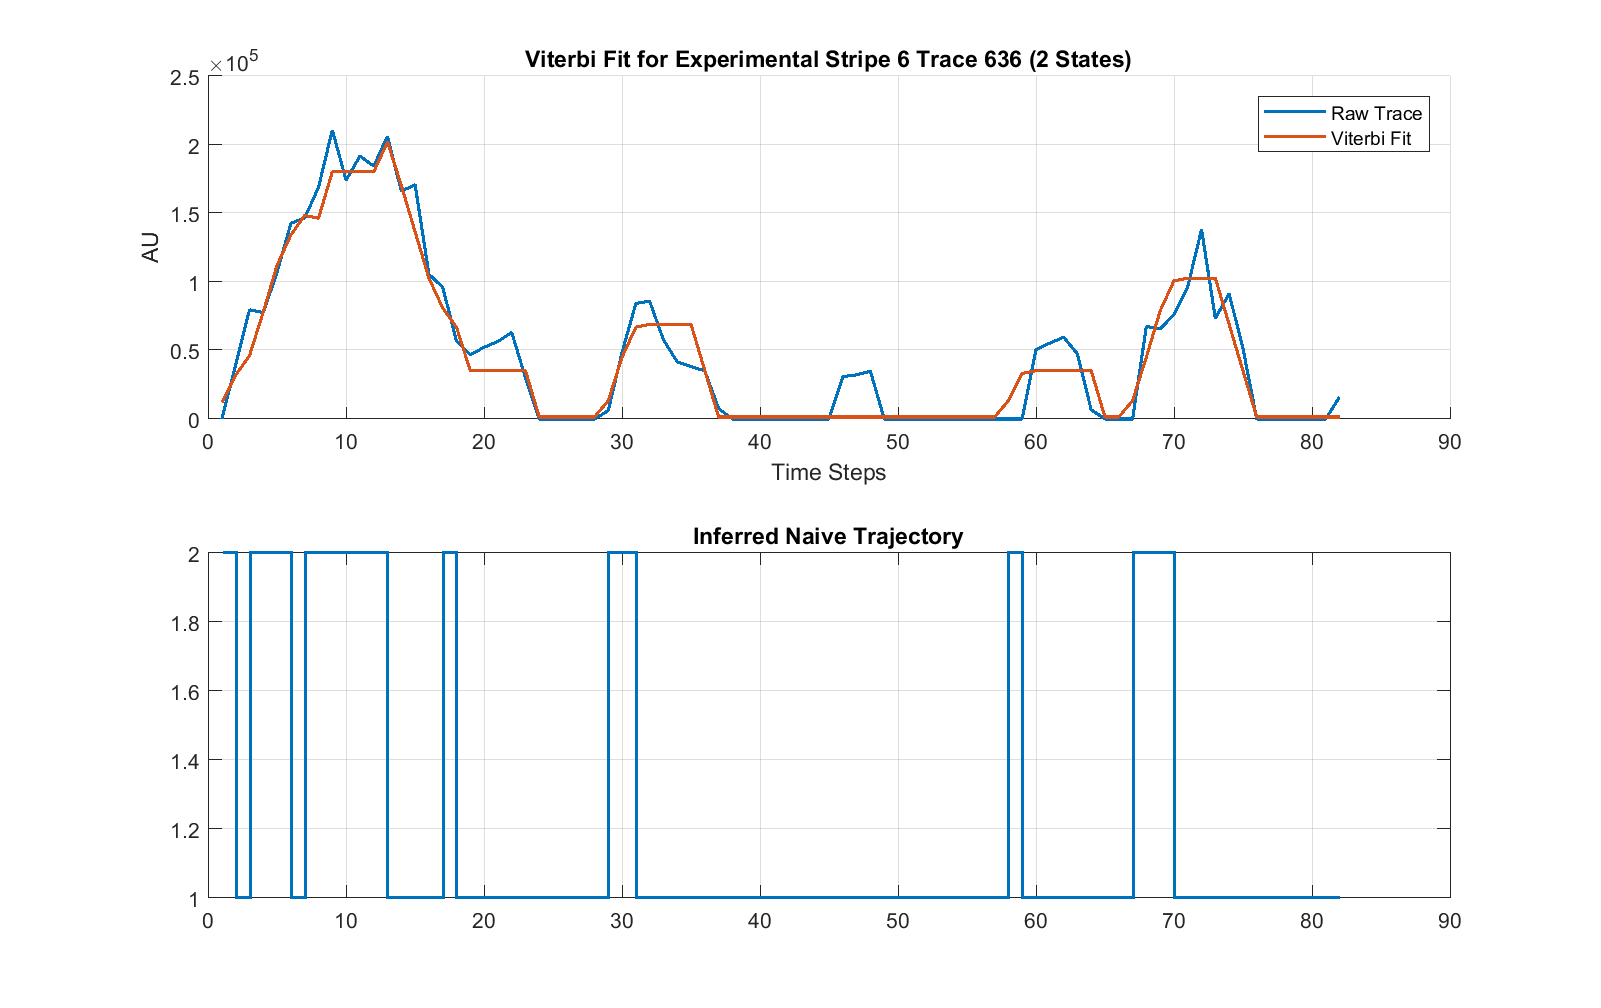 Viterbi Fit for Experimental Stripe 6 Trace 636 (2 States)
×10^5
2.5
2
1.5
1
0.5
0
AU
Raw Trace
Viterbi Fit
0 10 20 30 40 50 60 70 80 90
Time Steps
Inferred Naive Trajectory
2
1.8
1.6
1.4
1.2
1
0 10 20 30 40 50 60 70 80 90